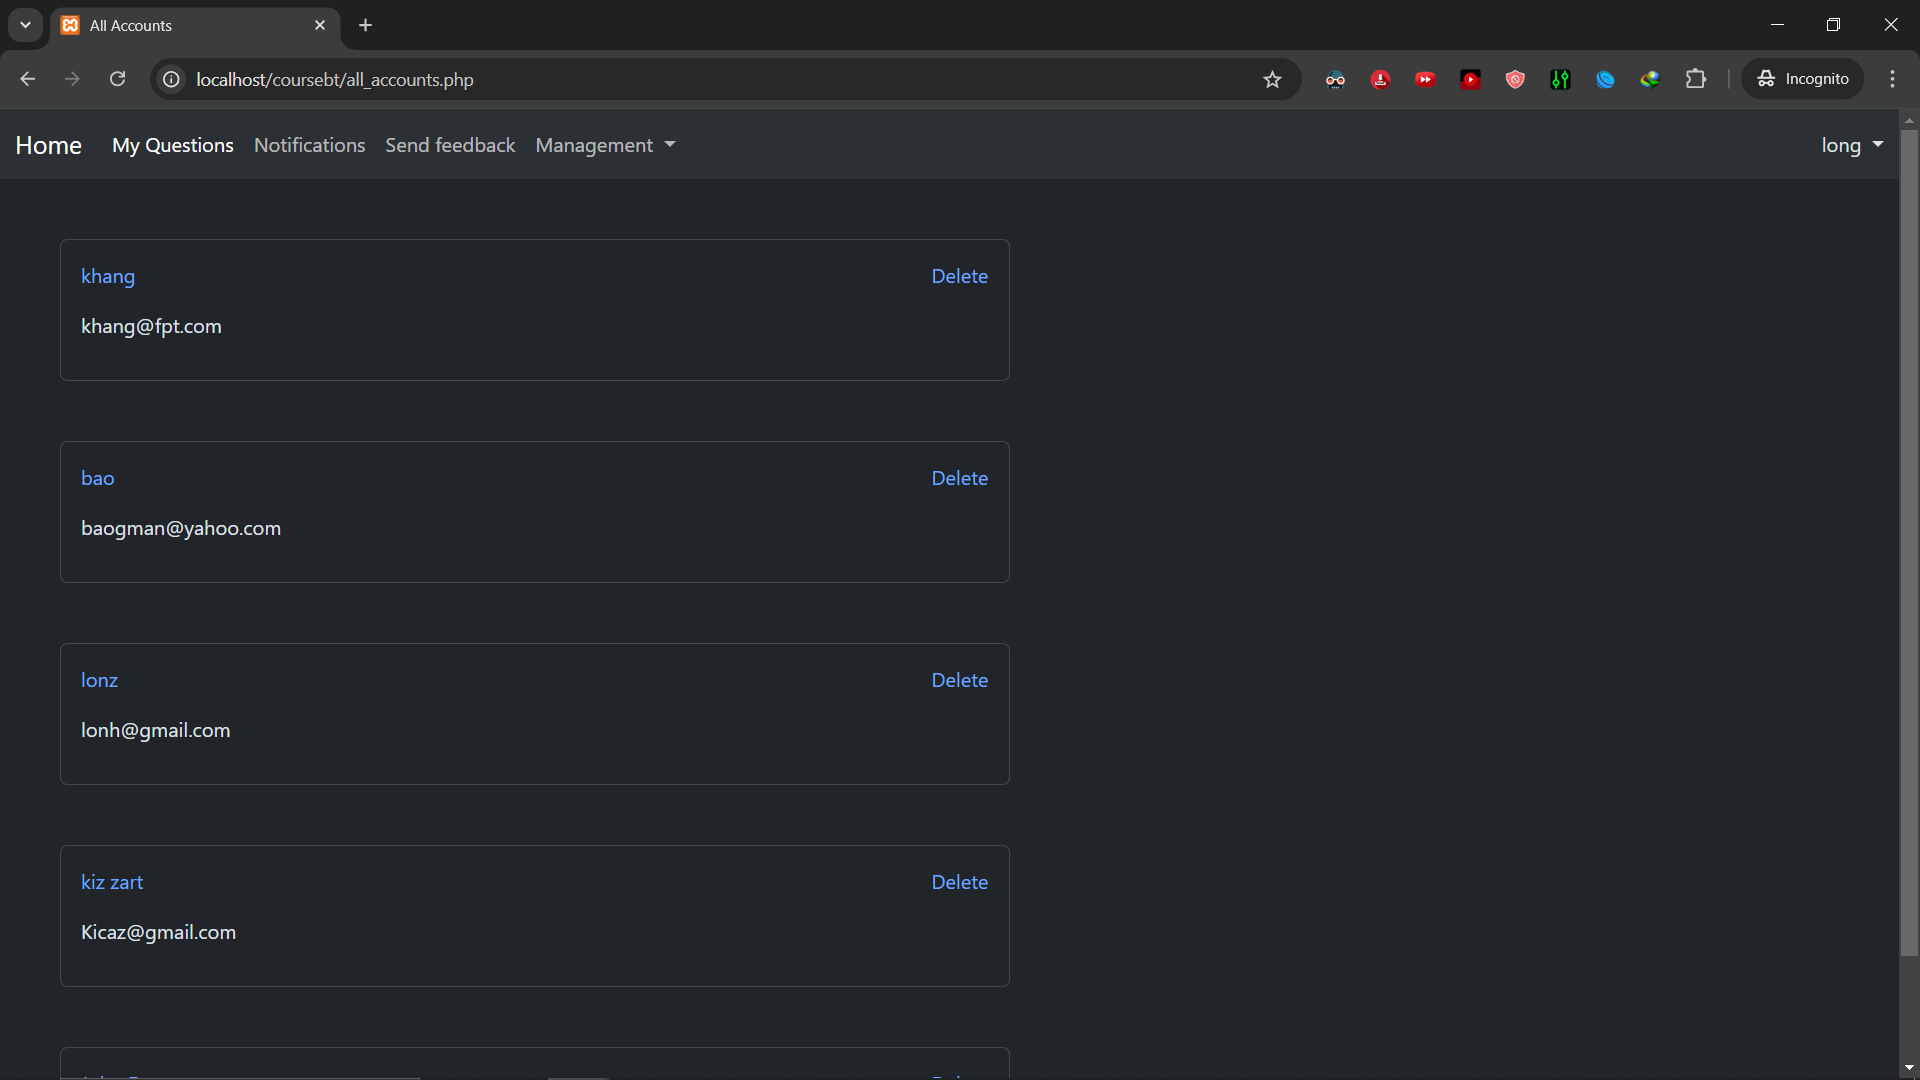 All Accounts
localhost/coursebt/all_accounts.php
Incognito
Home My Questions Notifications Send feedback Management long
khang Delete
khang@fpt.com
bao Delete
baogman@yahoo.com
lonz Delete
lonh@gmail.com
kiz zart Delete
Kicaz@gmail.com